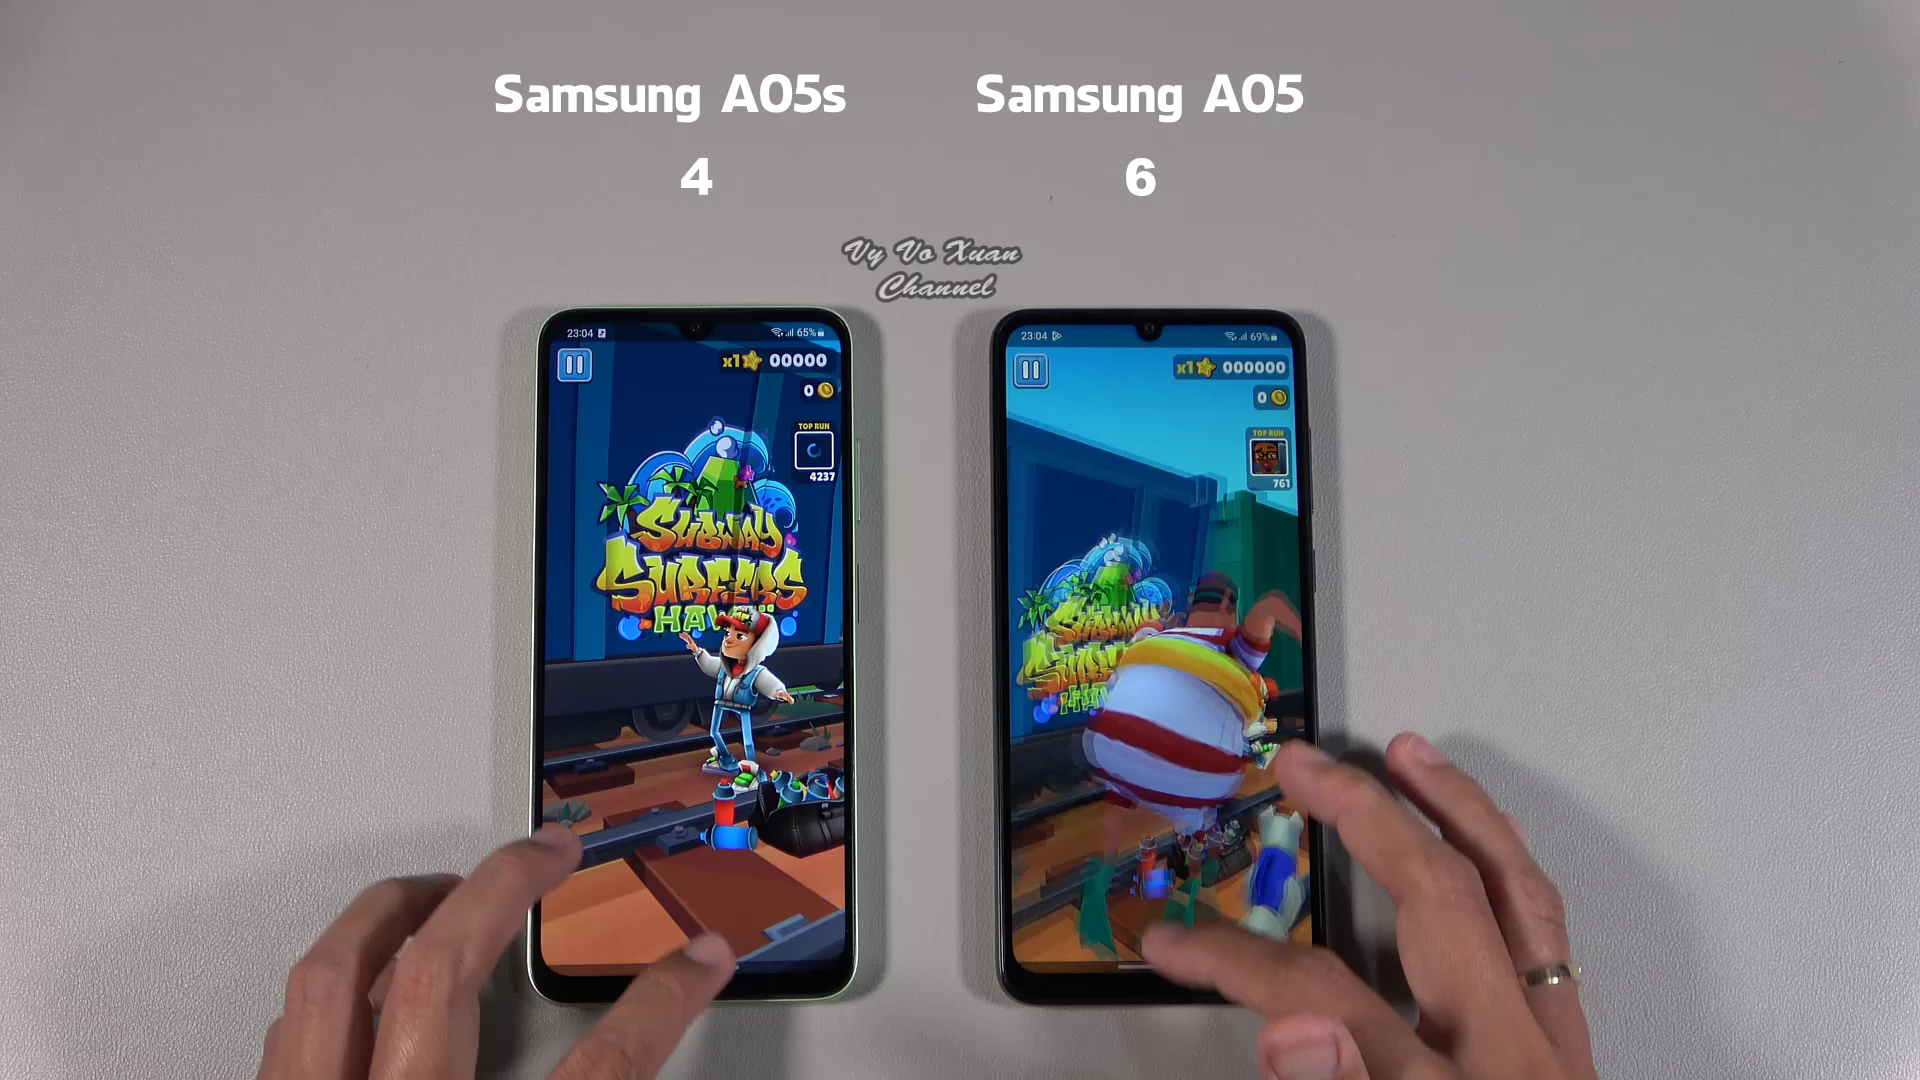 Samsung A05s
Samsung A05
4
6
Vy Vo Xuan
Channel
23:04
65%
x1 00000
0
TOP RUN
4237
SUBWAY
SURFERS
23:04
69%
x1 000000
0
TOP RUN
761
SUBWAY